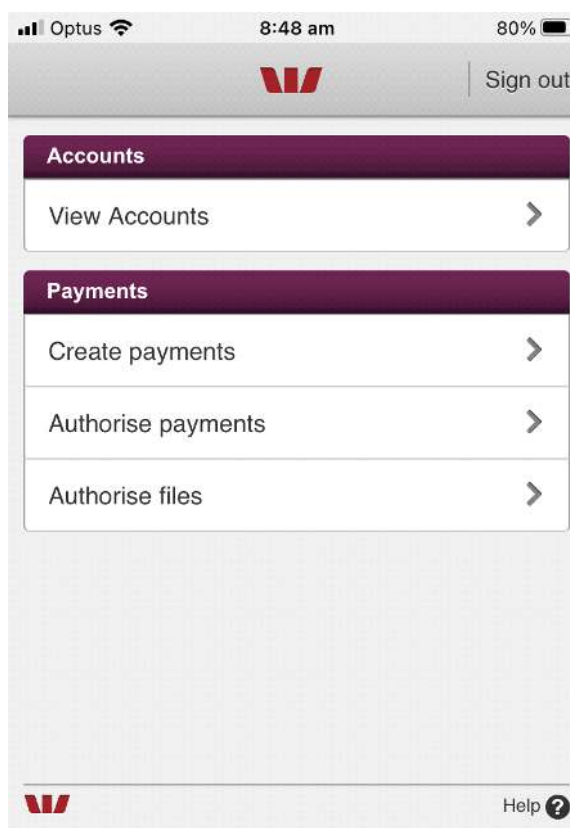 Optus 8:48 am 80%
Sign out
Accounts
View Accounts
Payments
Create payments
Authorise payments
Authorise files
Help ?